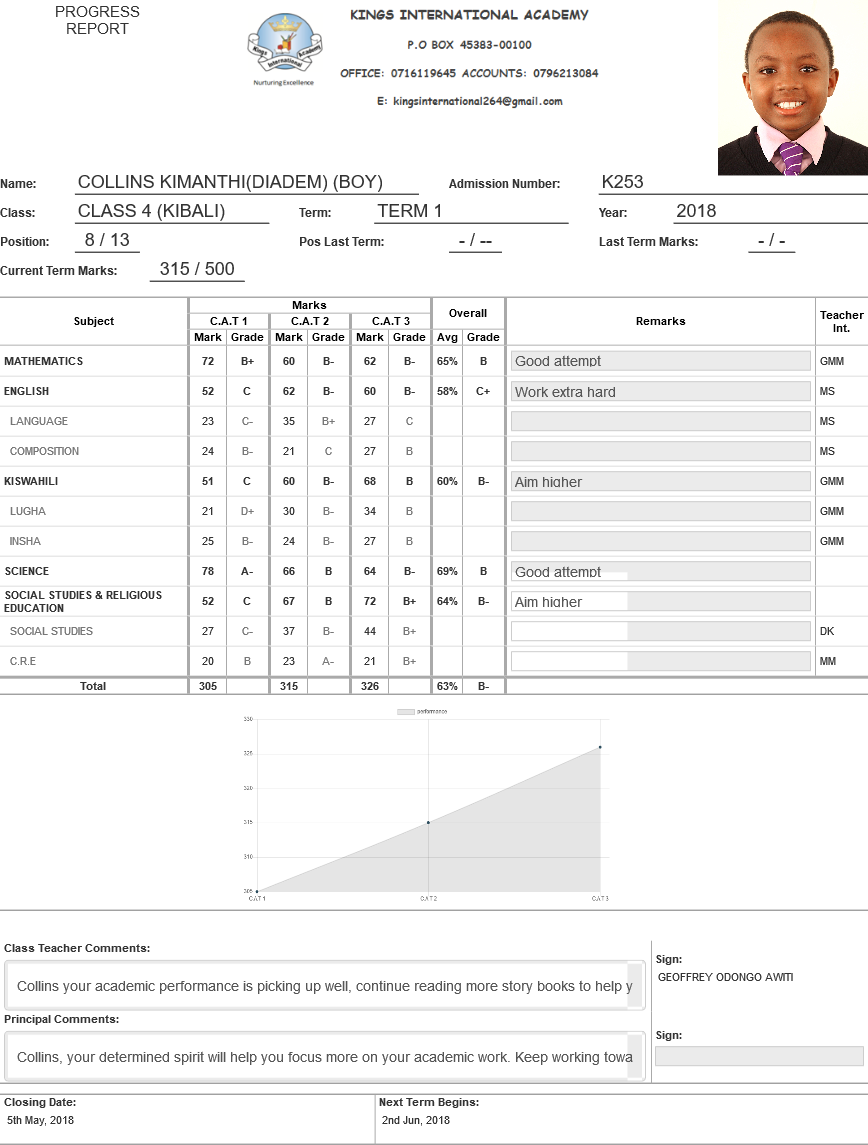 PROGRESS
REPORT
Kings International Academy
Nurturing Excellence
KINGS INTERNATIONAL ACADEMY
P.O BOX 45383-00100
OFFICE: 0716119645 ACCOUNTS: 0796213084
E: kingsinternational264@gmail.com
Name: COLLINS KIMANTHI(DIADEM) (BOY) Admission Number: K253
Class: CLASS 4 (KIBALI) Term: TERM 1 Year: 2018
Position: 8 / 13 Pos Last Term: - / -- Last Term Marks: - / -
Current Term Marks: 315 / 500
Subject Marks Overall Remarks Teacher Int.
C.A.T 1 C.A.T 2 C.A.T 3
Mark Grade Mark Grade Mark Grade Avg Grade
MATHEMATICS 72 B+ 60 B- 62 B- 65% B Good attempt GMM
ENGLISH 52 C 62 B- 60 B- 58% C+ Work extra hard MS
LANGUAGE 23 C- 35 B+ 27 C MS
COMPOSITION 24 B- 21 C 27 B MS
KISWAHILI 51 C 60 B- 68 B 60% B- Aim higher GMM
LUGHA 21 D+ 30 B- 34 B GMM
INSHA 25 B- 24 B- 27 B GMM
SCIENCE 78 A- 66 B 64 B- 69% B Good attempt
SOCIAL STUDIES & RELIGIOUS EDUCATION 52 C 67 B 72 B+ 64% B- Aim higher
SOCIAL STUDIES 27 C- 37 B- 44 B+ DK
C.R.E 20 B 23 A- 21 B+ MM
Total 305 315 326 63% B-
performance
330
325
320
315
310
305
C.A.T 1 C.A.T 2 C.A.T 3
Class Teacher Comments:
Collins your academic performance is picking up well, continue reading more story books to help y
Sign:
GEOFFREY ODONGO AWITI
Principal Comments:
Collins, your determined spirit will help you focus more on your academic work. Keep working towa
Sign:
Closing Date:
5th May, 2018
Next Term Begins:
2nd Jun, 2018